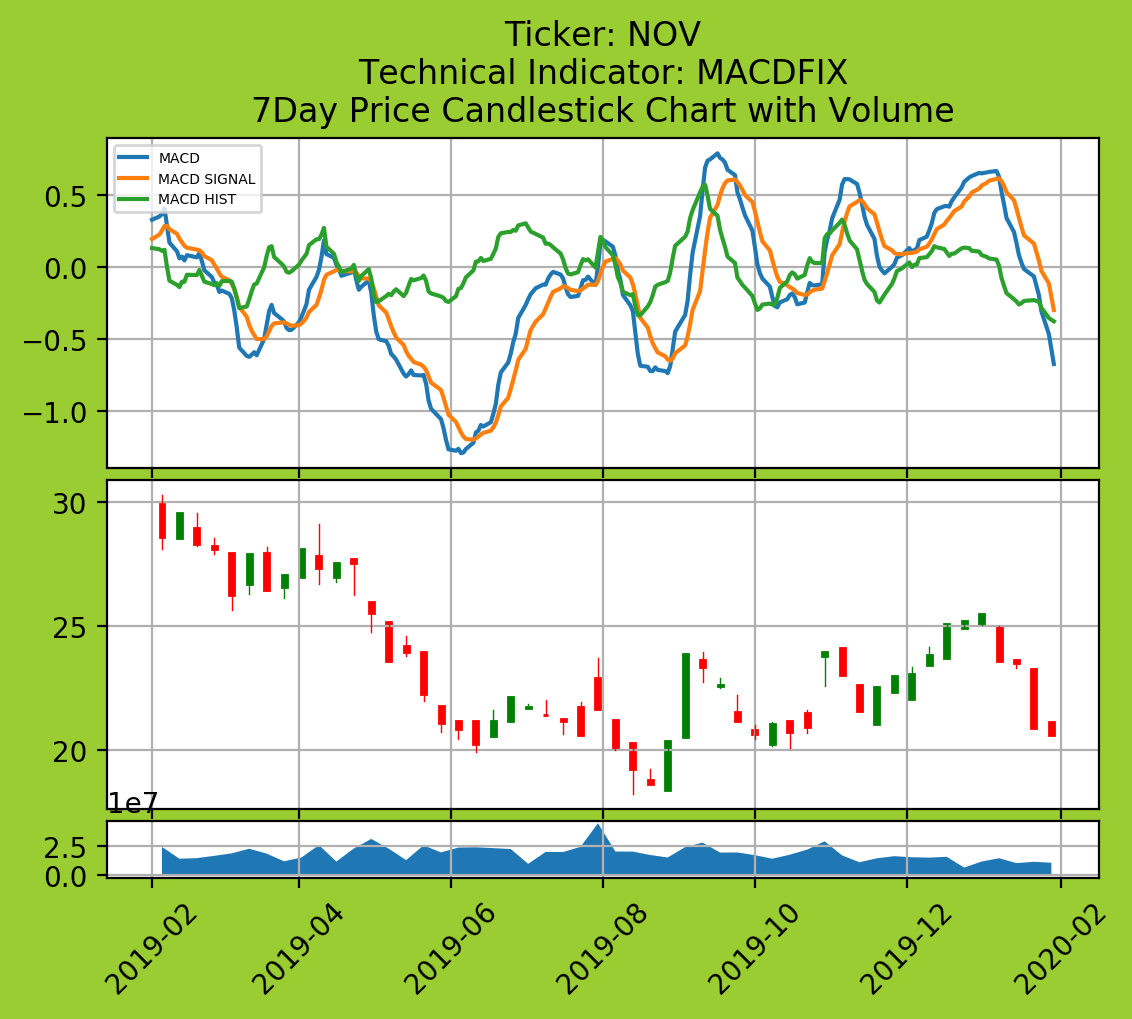 Ticker: NOV
Technical Indicator: MACDFIX
7Day Price Candlestick Chart with Volume
MACD
MACD SIGNAL
MACD HIST
0.5
0.0
−0.5
−1.0
30
25
20
1e7
2.5
0.0
2019-02
2019-04
2019-06
2019-08
2019-10
2019-12
2020-02